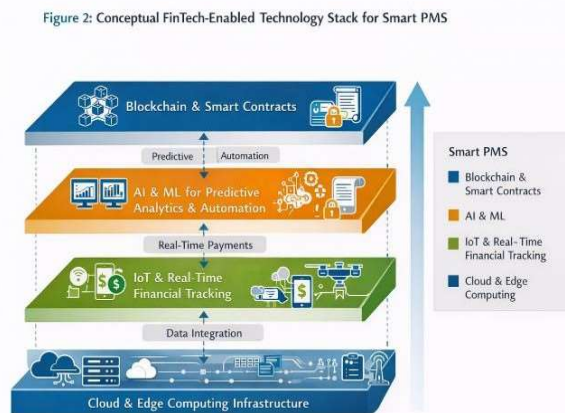 Figure 2: Conceptual FinTech-Enabled Technology Stack for Smart PMS
Blockchain & Smart Contracts
Predictive Automation
AI & ML for Predictive
Analytics & Automation
Real-Time Payments
IoT & Real-Time
Financial Tracking
Data Integration
Cloud & Edge Computing Infrastructure
Smart PMS
Blockchain &
Smart Contracts
AI & ML
IoT & Real-Time
Financial Tracking
Cloud & Edge
Computing